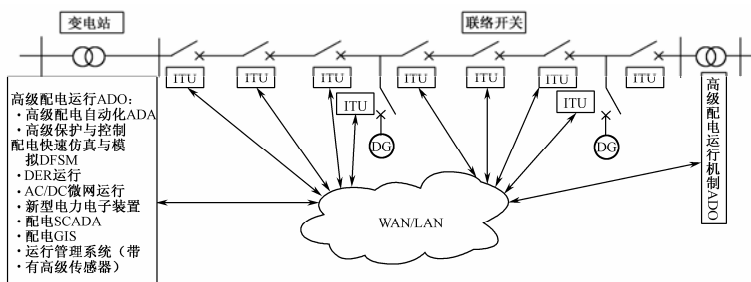 变电站
联络开关
ITU
ITU
ITU
ITU
ITU
ITU
ITU
ITU
ITU
DG
DG
高级配电运行ADO：
·高级配电自动化ADA
·高级保护与控制
配电快速仿真与模
拟DFSM
·DER运行
·AC/DC微网运行
·新型电力电子装置
-配电SCADA
·配电GIS
·运行管理系统（带
·有高级传感器）
WAN/LAN
高级配电运行机制ADO